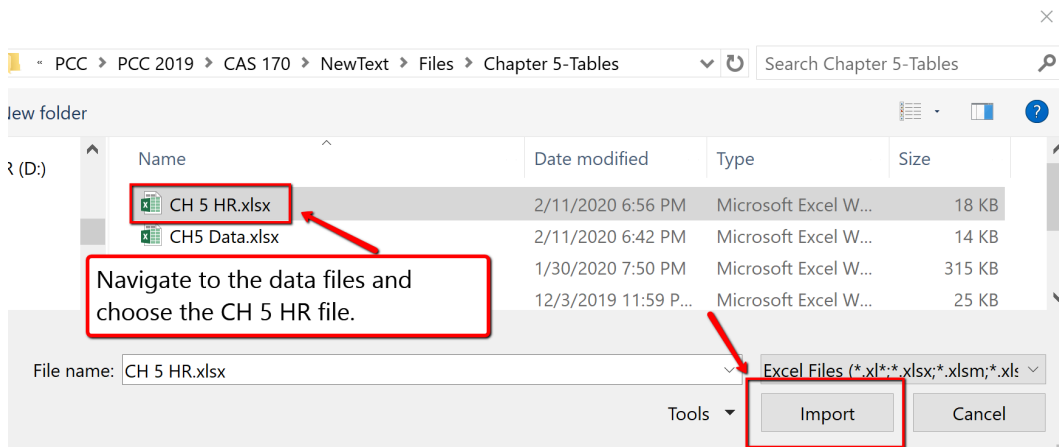 « PCC > PCC 2019 > CAS 170 > NewText > Files > Chapter 5-Tables Search Chapter 5-Tables
New folder ?
R (D:)
Name Date modified Type Size
CH 5 HR.xlsx 2/11/2020 6:56 PM Microsoft Excel W... 18 KB
CH5 Data.xlsx 2/11/2020 6:42 PM Microsoft Excel W... 14 KB
1/30/2020 7:50 PM Microsoft Excel W... 315 KB
12/3/2019 11:59 P... Microsoft Excel W... 25 KB
Navigate to the data files and
choose the CH 5 HR file.
File name: CH 5 HR.xlsx Excel Files (*.xl*;*.xlsx;*.xlsm;*.xls
Tools Import Cancel